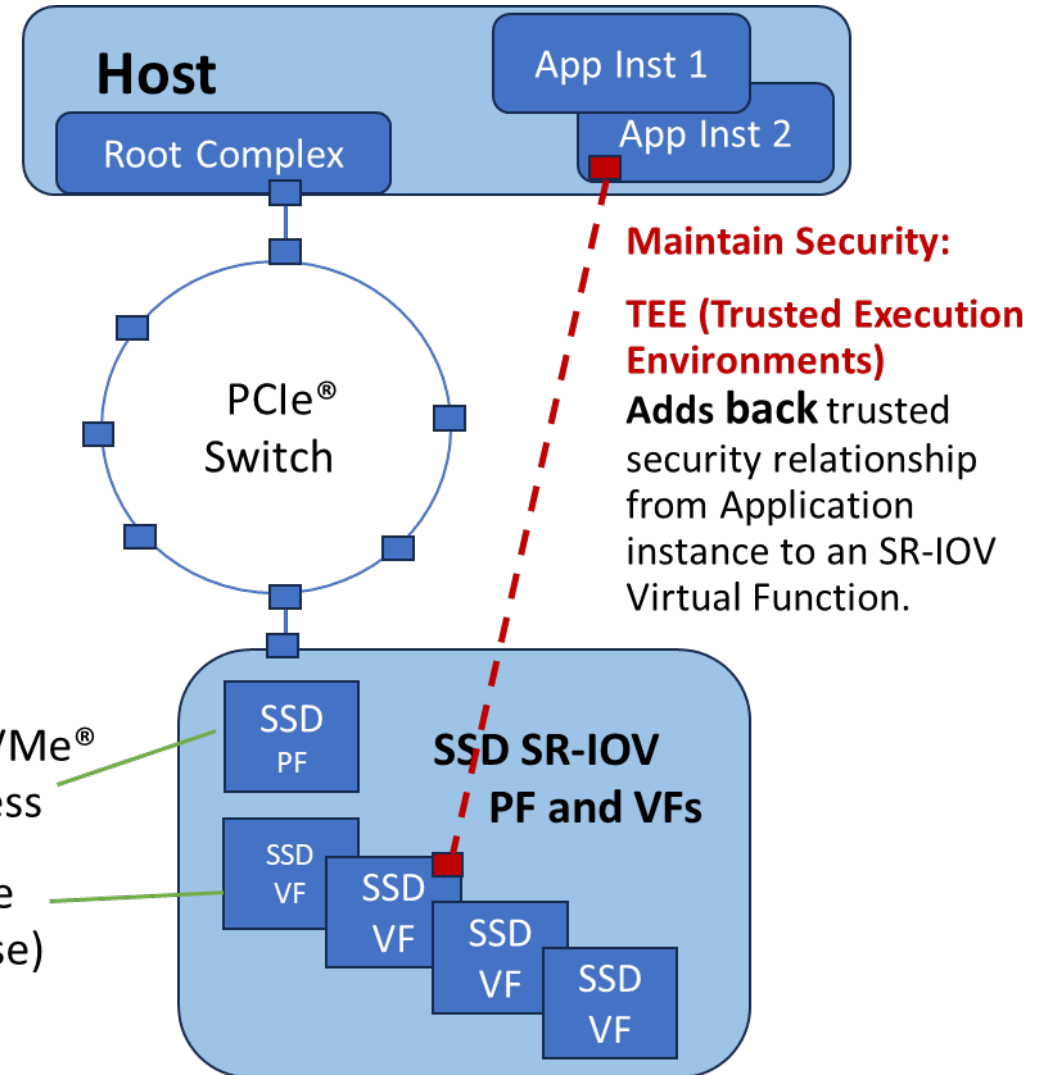 Host
App Inst 1
App Inst 2
Root Complex
Maintain Security:
TEE (Trusted Execution
Environments)
Adds back trusted
security relationship
from Application
instance to an SR-IOV
Virtual Function.
PCIe®
Switch
SSD
PF
SSD SR-IOV
PF and VFs
SSD
VF
SSD
VF
SSD
VF
SSD
VF